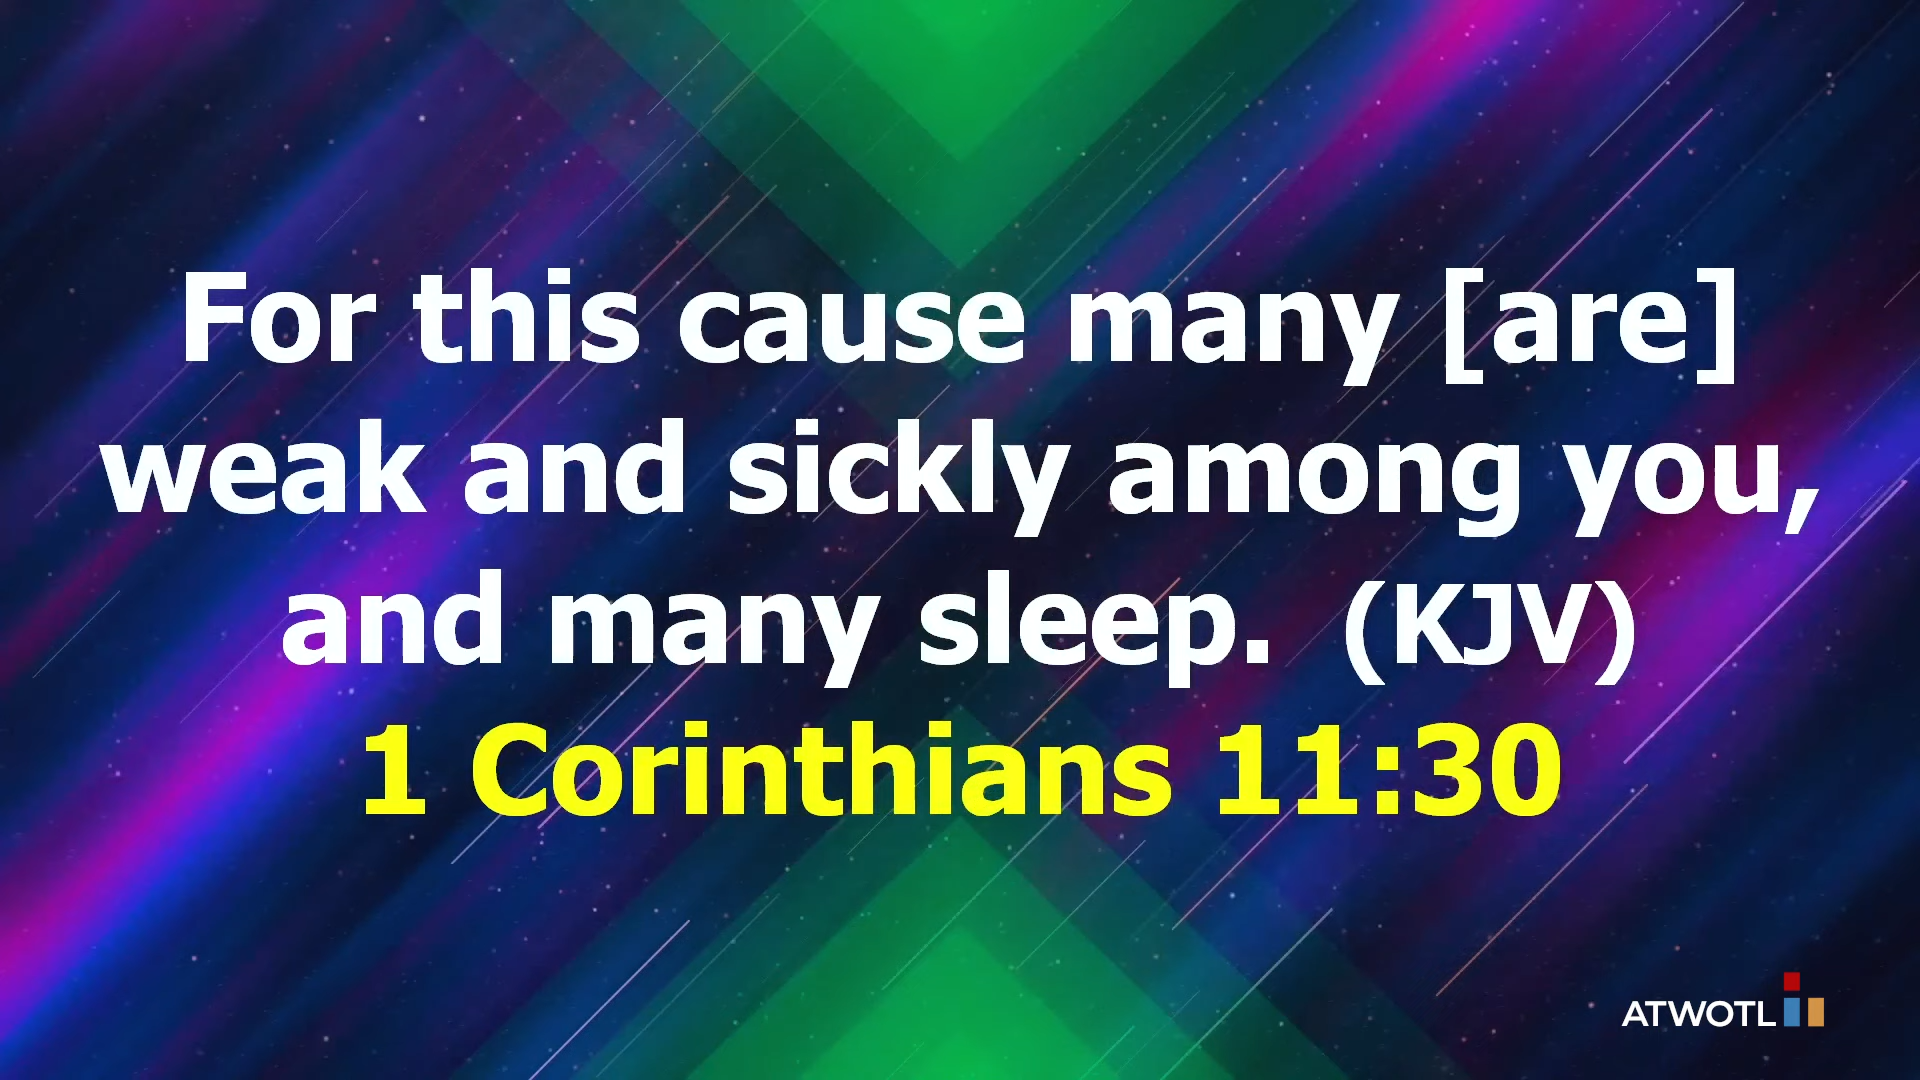 For this cause many [are]
weak and sickly among you,
and many sleep.  (KJV)
1 Corinthians 11:30
ATWOTL